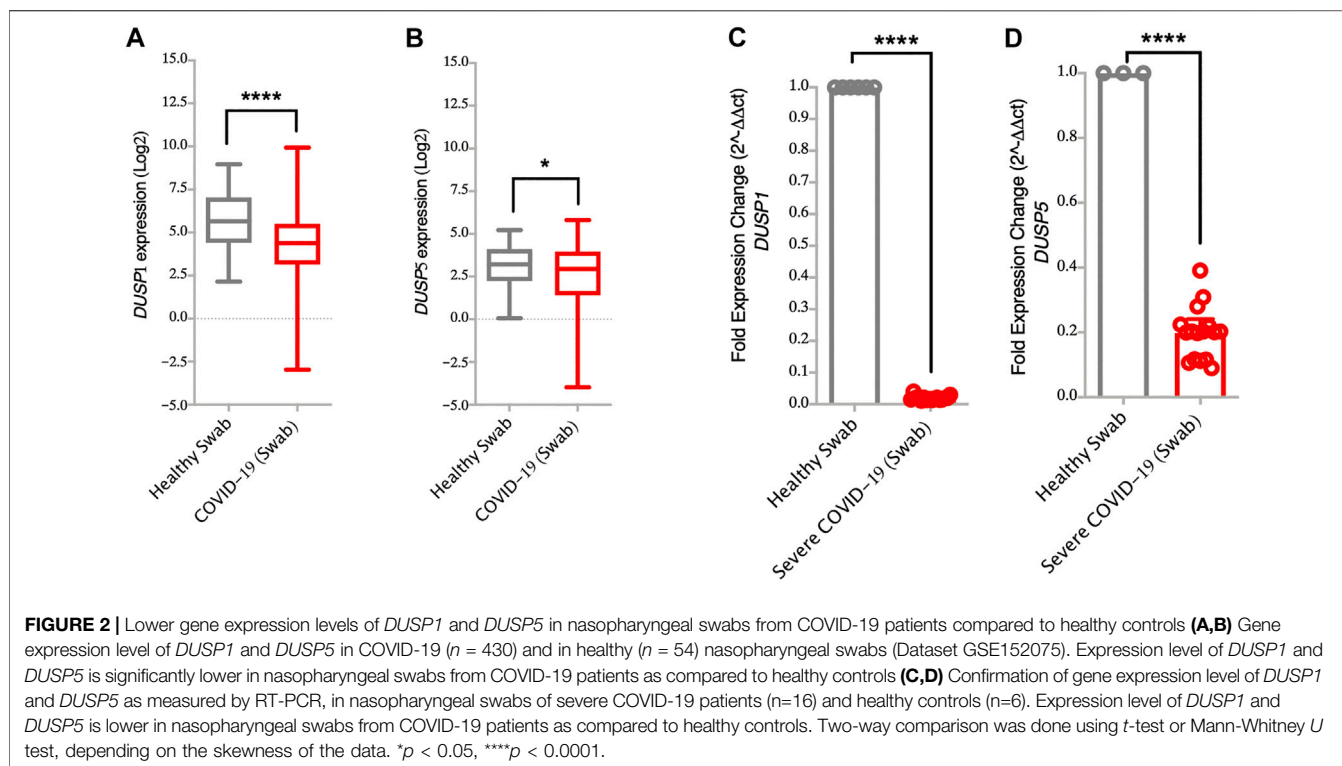 A
15.0
12.5
10.0
7.5
5.0
2.5
0.0
−2.5
−5.0
DUSP1 expression (Log2)
****
Healthy Swab
COVID−19 (Swab)
B
15.0
12.5
10.0
7.5
5.0
2.5
0.0
−2.5
−5.0
DUSP5 expression (Log2)
*
Healthy Swab
COVID−19 (Swab)
C
****
1.0
0.9
0.8
0.7
0.6
0.5
0.4
0.3
0.2
0.1
0.0
Fold Expression Change (2^-ΔΔct)
DUSP1
Healthy Swab
Severe COVID−19 (Swab)
D
****
1.0
0.8
0.6
0.4
0.2
0.0
Fold Expression Change (2^-ΔΔct)
DUSP5
Healthy Swab
Severe COVID−19 (Swab)
FIGURE 2 | Lower gene expression levels of DUSP1 and DUSP5 in nasopharyngeal swabs from COVID-19 patients compared to healthy controls (A,B) Gene
expression level of DUSP1 and DUSP5 in COVID-19 (n = 430) and in healthy (n = 54) nasopharyngeal swabs (Dataset GSE152075). Expression level of DUSP1 and
DUSP5 is significantly lower in nasopharyngeal swabs from COVID-19 patients as compared to healthy controls (C,D) Confirmation of gene expression level of DUSP1
and DUSP5 as measured by RT-PCR, in nasopharyngeal swabs of severe COVID-19 patients (n=16) and healthy controls (n=6). Expression level of DUSP1 and
DUSP5 is lower in nasopharyngeal swabs from COVID-19 patients as compared to healthy controls. Two-way comparison was done using t-test or Mann-Whitney U
test, depending on the skewness of the data. *p < 0.05, ****p < 0.0001.